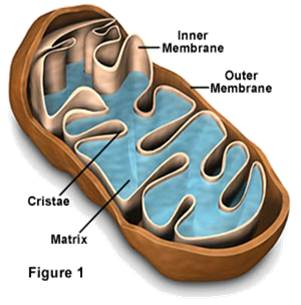 Inner
Membrane
Outer
Membrane
Cristae
Matrix
Figure 1